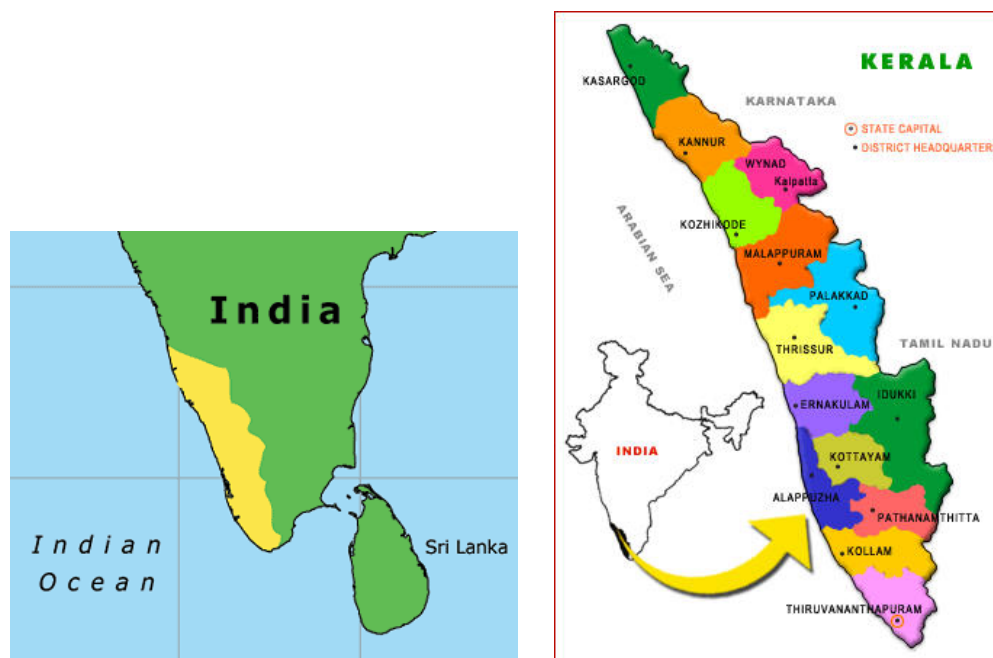 India
Indian
Ocean
Sri Lanka
KERALA
KASARGOD
KARNATAKA
STATE CAPITAL
DISTRICT HEADQUARTER
KANNUR
WYNAD
Kalpatta
ARABIAN SEA
KOZHIKODE
MALAPPURAM
PALAKKAD
TAMIL NADU
THRISSUR
IDUKKI
ERNAKULAM
INDIA
KOTTAYAM
ALAPPUZHA
PATHANAMTHITTA
KOLLAM
THIRUVANANTHAPURAM